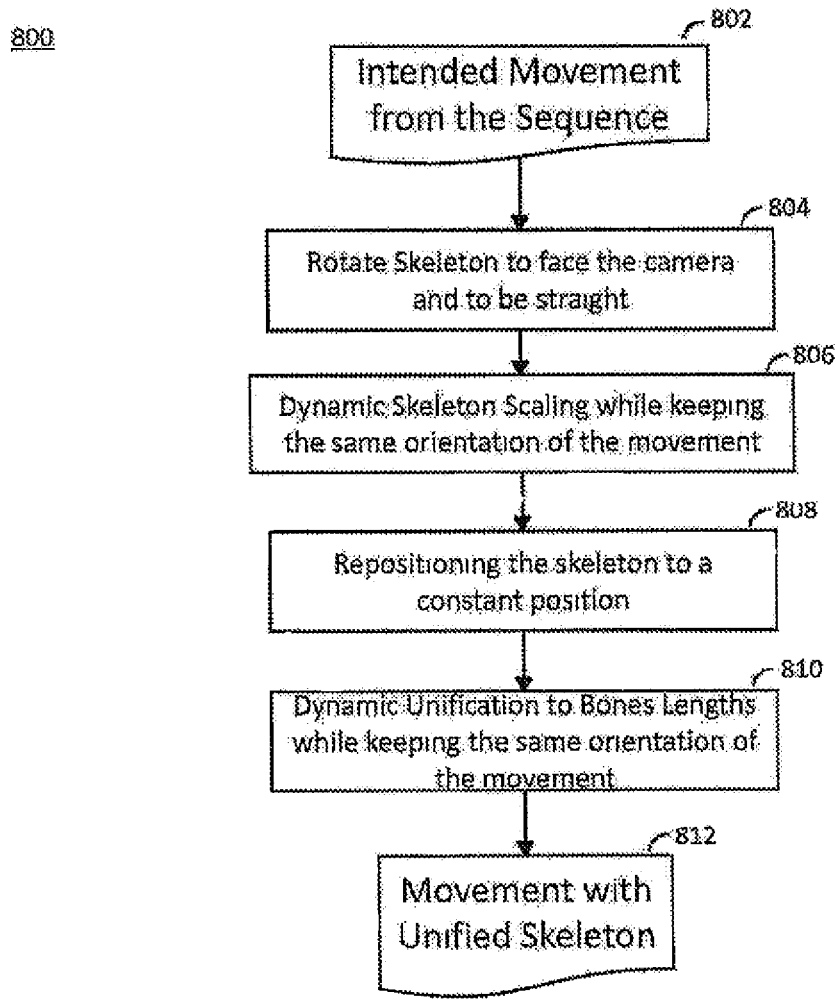 800
802
Intended Movement
from the Sequence
804
Rotate Skeleton to face the camera
and to be straight
806
Dynamic Skeleton Scaling while keeping
the same orientation of the movement
808
Repositioning the skeleton to a
constant position
810
Dynamic Unification to Bones Lengths
while keeping the same orientation of
the movement
812
Movement with
Unified Skeleton